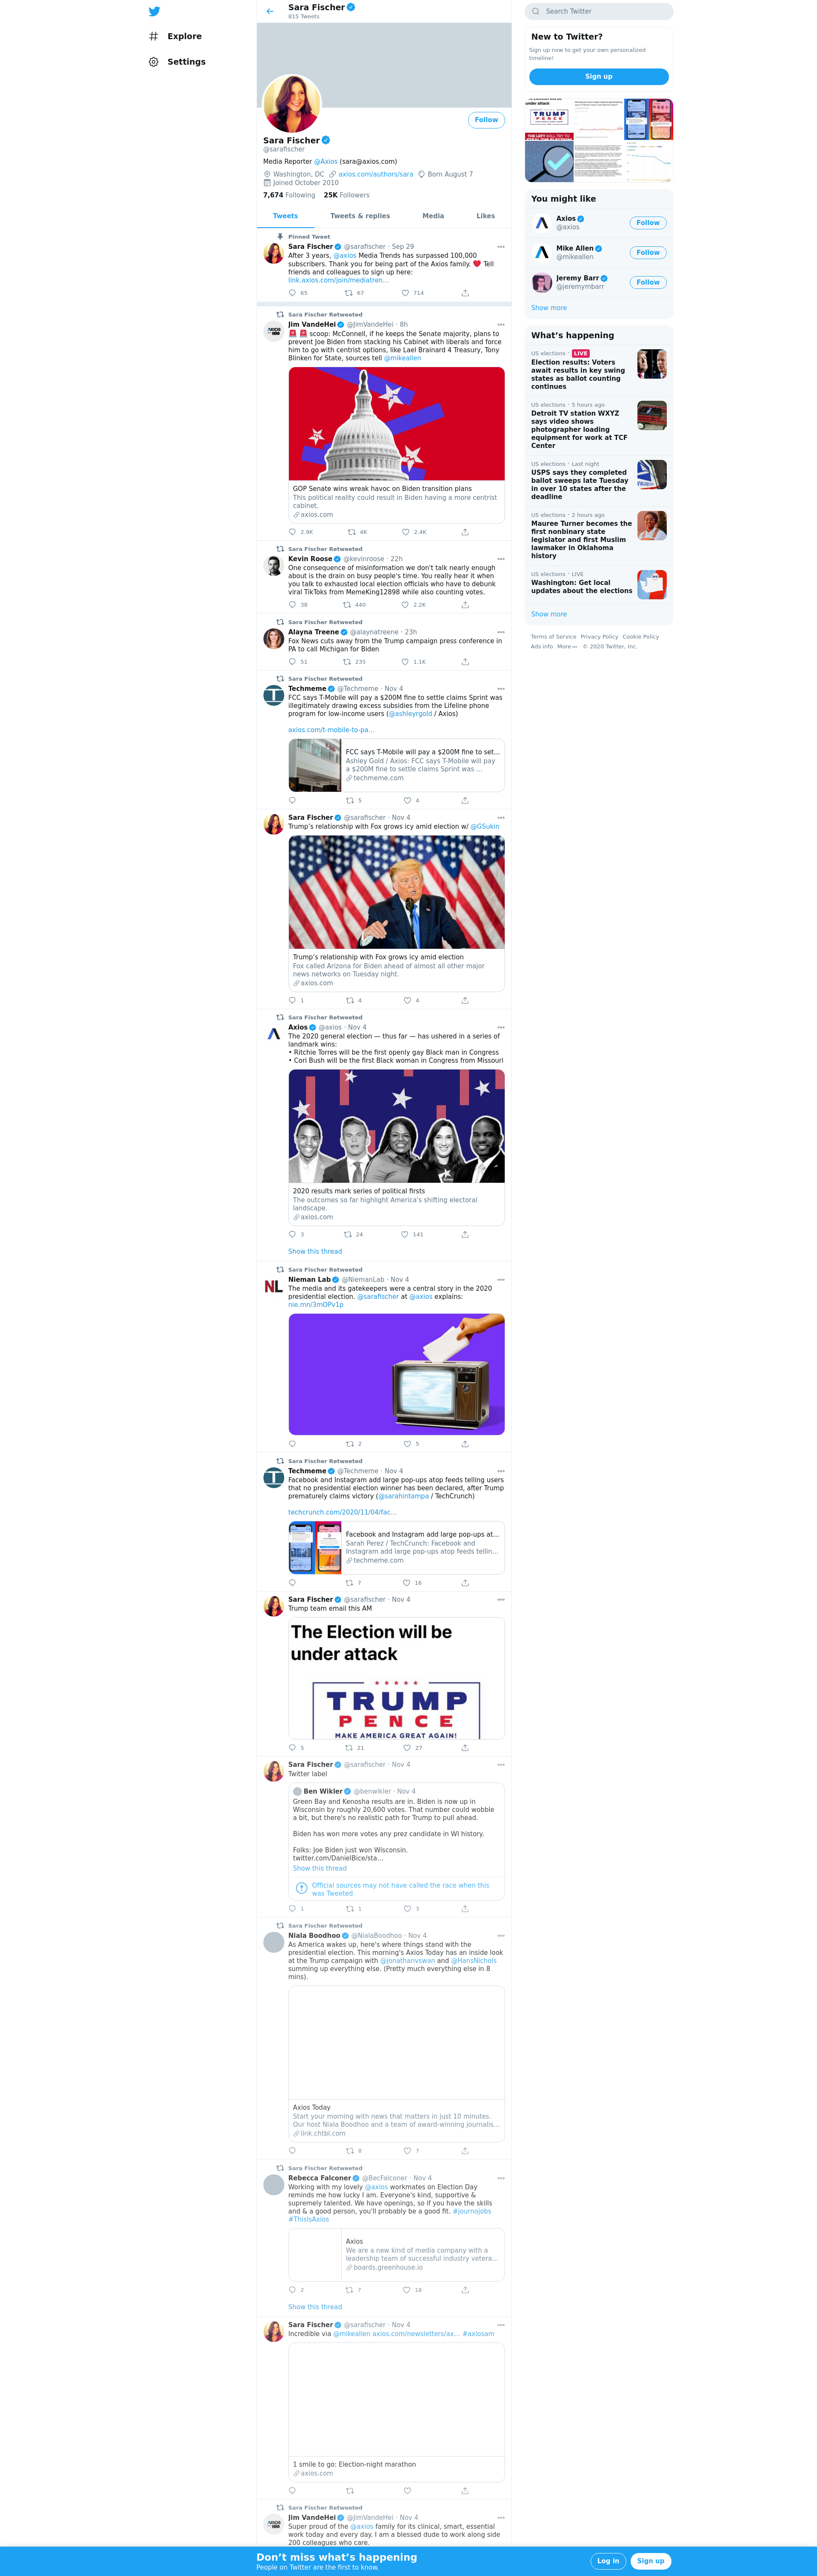 Explore
Settings
Sara Fischer
815 Tweets
Follow
Sara Fischer
@sarafischer
Media Reporter @Axios (sara@axios.com)
Washington, DC axios.com/authors/sara Born August 7
Joined October 2010
7,674 Following 25K Followers
Tweets Tweets & replies Media Likes
Pinned Tweet
Sara Fischer @sarafischer · Sep 29
After 3 years, @axios Media Trends has surpassed 100,000
subscribers. Thank you for being part of the Axios family. ❤️ Tell
friends and colleagues to sign up here:
link.axios.com/join/mediatren…
65 67 714
Sara Fischer Retweeted
Jim VandeHei @JimVandeHei · 8h
🚨 🚨 scoop: McConnell, if he keeps the Senate majority, plans to
prevent Joe Biden from stacking his Cabinet with liberals and force
him to go with centrist options, like Lael Brainard 4 Treasury, Tony
Blinken for State, sources tell @mikeallen
GOP Senate wins wreak havoc on Biden transition plans
This political reality could result in Biden having a more centrist
cabinet.
axios.com
2.9K 4K 2.4K
Sara Fischer Retweeted
Kevin Roose @kevinroose · 22h
One consequence of misinformation we don't talk nearly enough
about is the drain on busy people's time. You really hear it when
you talk to exhausted local election officials who have to debunk
viral TikToks from MemeKing12898 while also counting votes.
38 440 2.2K
Sara Fischer Retweeted
Alayna Treene @alaynatreene · 23h
Fox News cuts away from the Trump campaign press conference in
PA to call Michigan for Biden
51 235 1.1K
Sara Fischer Retweeted
Techmeme @Techmeme · Nov 4
FCC says T-Mobile will pay a $200M fine to settle claims Sprint was
illegitimately drawing excess subsidies from the Lifeline phone
program for low-income users (@ashleyrgold / Axios)
axios.com/t-mobile-to-pa…
FCC says T-Mobile will pay a $200M fine to set…
Ashley Gold / Axios: FCC says T-Mobile will pay
a $200M fine to settle claims Sprint was …
techmeme.com
5 4
Sara Fischer @sarafischer · Nov 4
Trump's relationship with Fox grows icy amid election w/ @GSukin
Trump's relationship with Fox grows icy amid election
Fox called Arizona for Biden ahead of almost all other major
news networks on Tuesday night.
axios.com
1 4 4
Sara Fischer Retweeted
Axios @axios · Nov 4
The 2020 general election — thus far — has ushered in a series of
landmark wins:
• Ritchie Torres will be the first openly gay Black man in Congress
• Cori Bush will be the first Black woman in Congress from Missouri
2020 results mark series of political firsts
The outcomes so far highlight America's shifting electoral
landscape.
axios.com
3 24 141
Show this thread
Sara Fischer Retweeted
NL
Nieman Lab @NiemanLab · Nov 4
The media and its gatekeepers were a central story in the 2020
presidential election. @sarafischer at @axios explains:
nie.mn/3mOPv1p
2 5
Sara Fischer Retweeted
Techmeme @Techmeme · Nov 4
Facebook and Instagram add large pop-ups atop feeds telling users
that no presidential election winner has been declared, after Trump
prematurely claims victory (@sarahintampa / TechCrunch)
techcrunch.com/2020/11/04/fac…
Facebook and Instagram add large pop-ups at…
Sarah Perez / TechCrunch: Facebook and
Instagram add large pop-ups atop feeds tellin…
techmeme.com
7 16
Sara Fischer @sarafischer · Nov 4
Trump team email this AM
The Election will be
under attack
TRUMP
PENCE
MAKE AMERICA GREAT AGAIN!
5 21 27
Sara Fischer @sarafischer · Nov 4
Twitter label
Ben Wikler @benwikler · Nov 4
Green Bay and Kenosha results are in. Biden is now up in
Wisconsin by roughly 20,600 votes. That number could wobble
a bit, but there's no realistic path for Trump to pull ahead.
Biden has won more votes any prez candidate in WI history.
Folks: Joe Biden just won Wisconsin.
twitter.com/DanielBice/sta…
Show this thread
Official sources may not have called the race when this
was Tweeted
1 1 3
Sara Fischer Retweeted
Niala Boodhoo @NialaBoodhoo · Nov 4
As America wakes up, here's where things stand with the
presidential election. This morning's Axios Today has an inside look
at the Trump campaign with @jonathanvswan and @HansNichols
summing up everything else. (Pretty much everything else in 8
mins).
Axios Today
Start your morning with news that matters in just 10 minutes.
Our host Niala Boodhoo and a team of award-winning journalis…
link.chtbl.com
8 7
Sara Fischer Retweeted
Rebecca Falconer @BecFalconer · Nov 4
Working with my lovely @axios workmates on Election Day
reminds me how lucky I am. Everyone's kind, supportive &
supremely talented. We have openings, so if you have the skills
and & a good person, you'll probably be a good fit. #journojobs
#ThisIsAxios
Axios
We are a new kind of media company with a
leadership team of successful industry vetera…
boards.greenhouse.io
2 7 18
Show this thread
Sara Fischer @sarafischer · Nov 4
Incredible via @mikeallen axios.com/newsletters/ax… #axiosam
1 smile to go: Election-night marathon
axios.com
Sara Fischer Retweeted
Jim VandeHei @JimVandeHei · Nov 4
Super proud of the @axios family for its clinical, smart, essential
work today and every day. I am a blessed dude to work along side
200 colleagues who care.
Search Twitter
New to Twitter?
Sign up now to get your own personalized
timeline!
Sign up
under attack
TRUMP
PENCE
You might like
Axios
@axios
Follow
Mike Allen
@mikeallen
Follow
Jeremy Barr
@jeremymbarr
Follow
Show more
What's happening
US elections · LIVE
Election results: Voters
await results in key swing
states as ballot counting
continues
US elections · 5 hours ago
Detroit TV station WXYZ
says video shows
photographer loading
equipment for work at TCF
Center
US elections · Last night
USPS says they completed
ballot sweeps late Tuesday
in over 10 states after the
deadline
US elections · 2 hours ago
Mauree Turner becomes the
first nonbinary state
legislator and first Muslim
lawmaker in Oklahoma
history
US elections · LIVE
Washington: Get local
updates about the elections
Show more
Terms of Service Privacy Policy Cookie Policy
Ads info More © 2020 Twitter, Inc.
Don't miss what's happening
People on Twitter are the first to know.
Log in Sign up